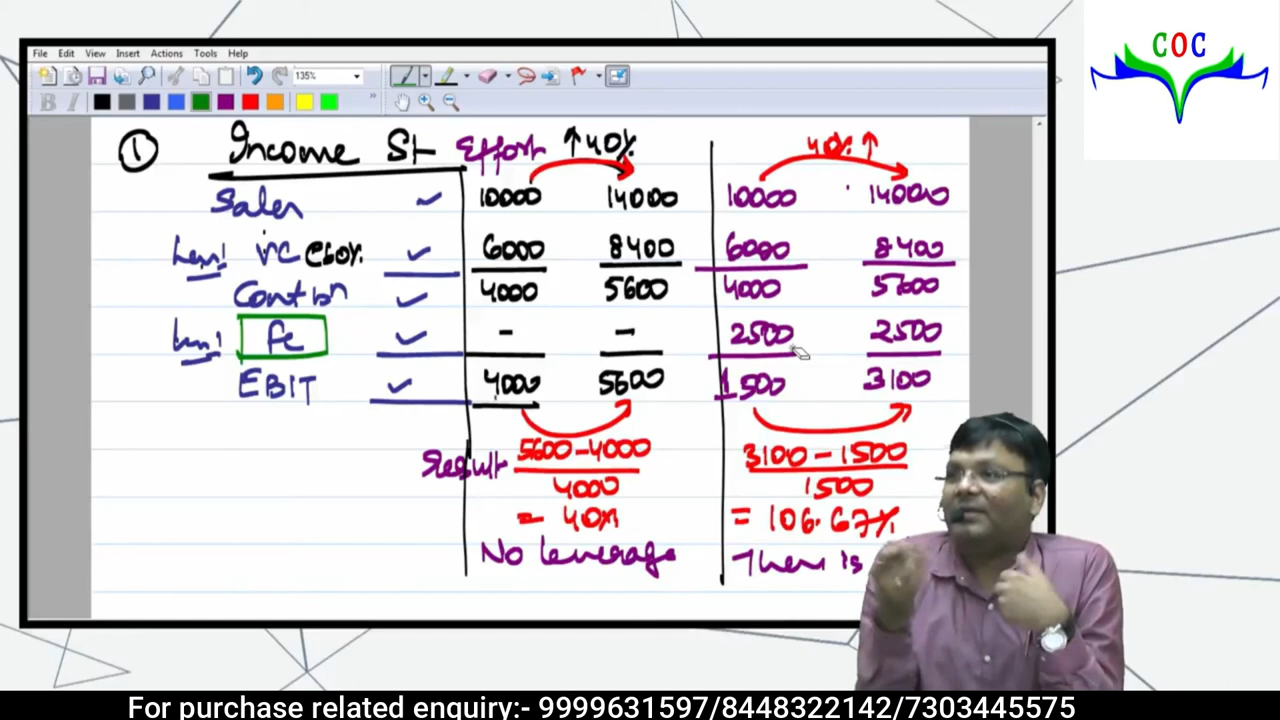 COC
File Edit View Insert Actions Tools Help
135%
B I
① Income St Effort ↑40% 40%↑
Sales ✓ 10000 14000 10000 14000
Less: VC @60% ✓ 6000 8400 6000 8400
Contbn ✓ 4000 5600 4000 5600
Less: FC ✓ - - 2500 2500
EBIT ✓ 4000 5600 1500 3100
Result 5600-4000 3100-1500
4000 1500
= 40% = 106.67%
No leverage There is
For purchase related enquiry:- 9999631597/8448322142/7303445575